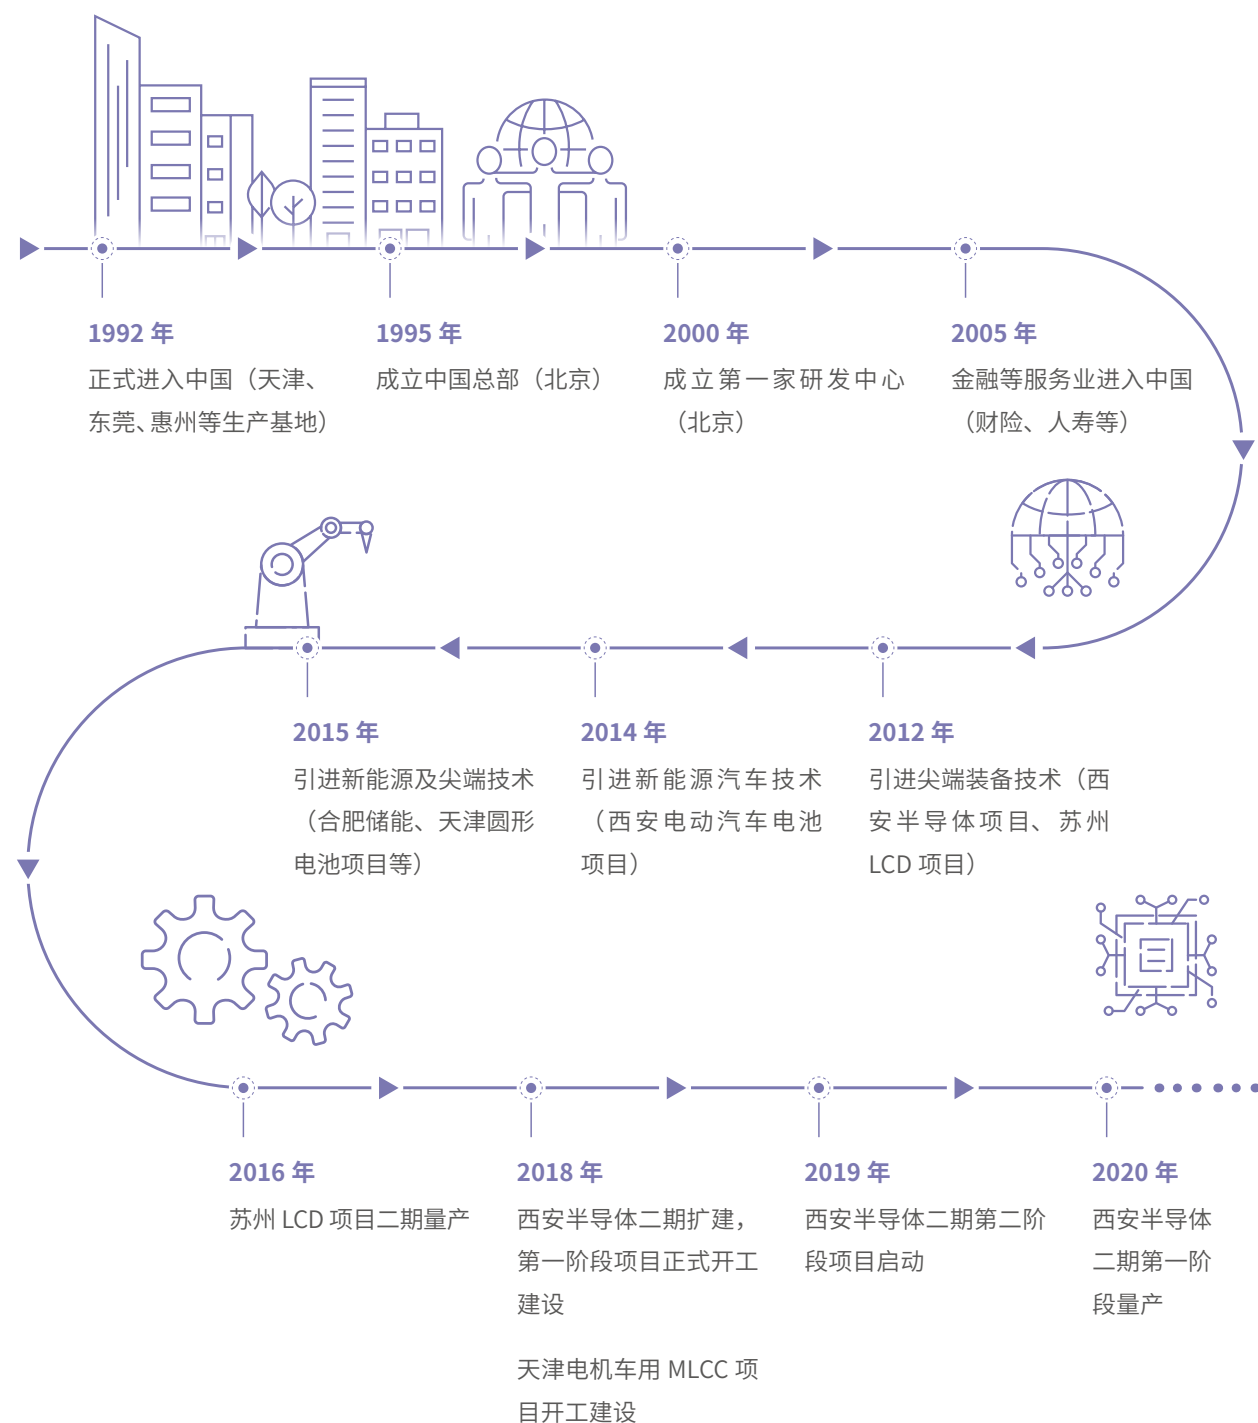 1992 年
正式进入中国（天津、
东莞、惠州等生产基地）
1995 年
成立中国总部（北京）
2000 年
成立第一家研发中心
（北京）
2005 年
金融等服务业进入中国
（财险、人寿等）
2012 年
引进尖端装备技术（西
安半导体项目、苏州
LCD 项目）
2014 年
引进新能源汽车技术
（西安电动汽车电池
项目）
2015 年
引进新能源及尖端技术
（合肥储能、天津圆形
电池项目等）
2016 年
苏州 LCD 项目二期量产
2018 年
西安半导体二期扩建，
第一阶段项目正式开工
建设
天津电机车用 MLCC 项
目开工建设
2019 年
西安半导体二期第二阶
段项目启动
2020 年
西安半导体
二期第一阶
段量产